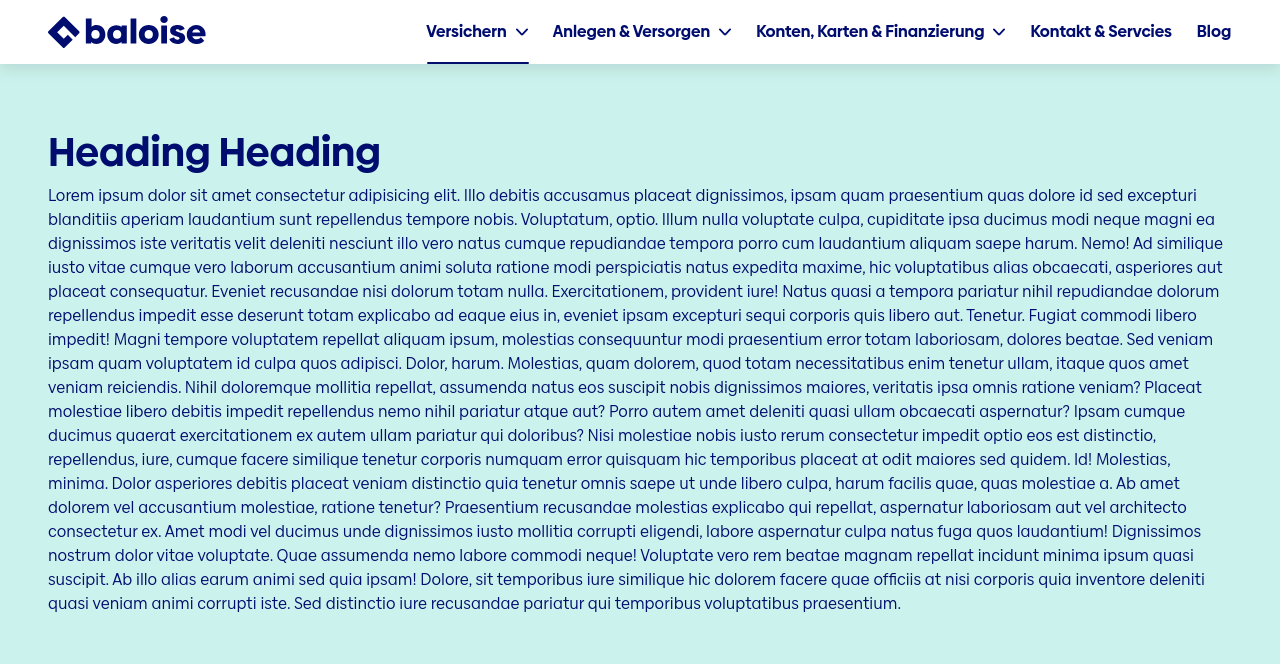 baloise
Versichern
Anlegen & Versorgen
Konten, Karten & Finanzierung
Kontakt & Servcies
Blog
Heading Heading
Lorem ipsum dolor sit amet consectetur adipisicing elit. Illo debitis accusamus placeat dignissimos, ipsam quam praesentium quas dolore id sed excepturi
blanditiis aperiam laudantium sunt repellendus tempore nobis. Voluptatum, optio. Illum nulla voluptate culpa, cupiditate ipsa ducimus modi neque magni ea
dignissimos iste veritatis velit deleniti nesciunt illo vero natus cumque repudiandae tempora porro cum laudantium aliquam saepe harum. Nemo! Ad similique
iusto vitae cumque vero laborum accusantium animi soluta ratione modi perspiciatis natus expedita maxime, hic voluptatibus alias obcaecati, asperiores aut
placeat consequatur. Eveniet recusandae nisi dolorum totam nulla. Exercitationem, provident iure! Natus quasi a tempora pariatur nihil repudiandae dolorum
repellendus impedit esse deserunt totam explicabo ad eaque eius in, eveniet ipsam excepturi sequi corporis quis libero aut. Tenetur. Fugiat commodi libero
impedit! Magni tempore voluptatem repellat aliquam ipsum, molestias consequuntur modi praesentium error totam laboriosam, dolores beatae. Sed veniam
ipsam quam voluptatem id culpa quos adipisci. Dolor, harum. Molestias, quam dolorem, quod totam necessitatibus enim tenetur ullam, itaque quos amet
veniam reiciendis. Nihil doloremque mollitia repellat, assumenda natus eos suscipit nobis dignissimos maiores, veritatis ipsa omnis ratione veniam? Placeat
molestiae libero debitis impedit repellendus nemo nihil pariatur atque aut? Porro autem amet deleniti quasi ullam obcaecati aspernatur? Ipsam cumque
ducimus quaerat exercitationem ex autem ullam pariatur qui doloribus? Nisi molestiae nobis iusto rerum consectetur impedit optio eos est distinctio,
repellendus, iure, cumque facere similique tenetur corporis numquam error quisquam hic temporibus placeat at odit maiores sed quidem. Id! Molestias,
minima. Dolor asperiores debitis placeat veniam distinctio quia tenetur omnis saepe ut unde libero culpa, harum facilis quae, quas molestiae a. Ab amet
dolorem vel accusantium molestiae, ratione tenetur? Praesentium recusandae molestias explicabo qui repellat, aspernatur laboriosam aut vel architecto
consectetur ex. Amet modi vel ducimus unde dignissimos iusto mollitia corrupti eligendi, labore aspernatur culpa natus fuga quos laudantium! Dignissimos
nostrum dolor vitae voluptate. Quae assumenda nemo labore commodi neque! Voluptate vero rem beatae magnam repellat incidunt minima ipsum quasi
suscipit. Ab illo alias earum animi sed quia ipsam! Dolore, sit temporibus iure similique hic dolorem facere quae officiis at nisi corporis quia inventore deleniti
quasi veniam animi corrupti iste. Sed distinctio iure recusandae pariatur qui temporibus voluptatibus praesentium.